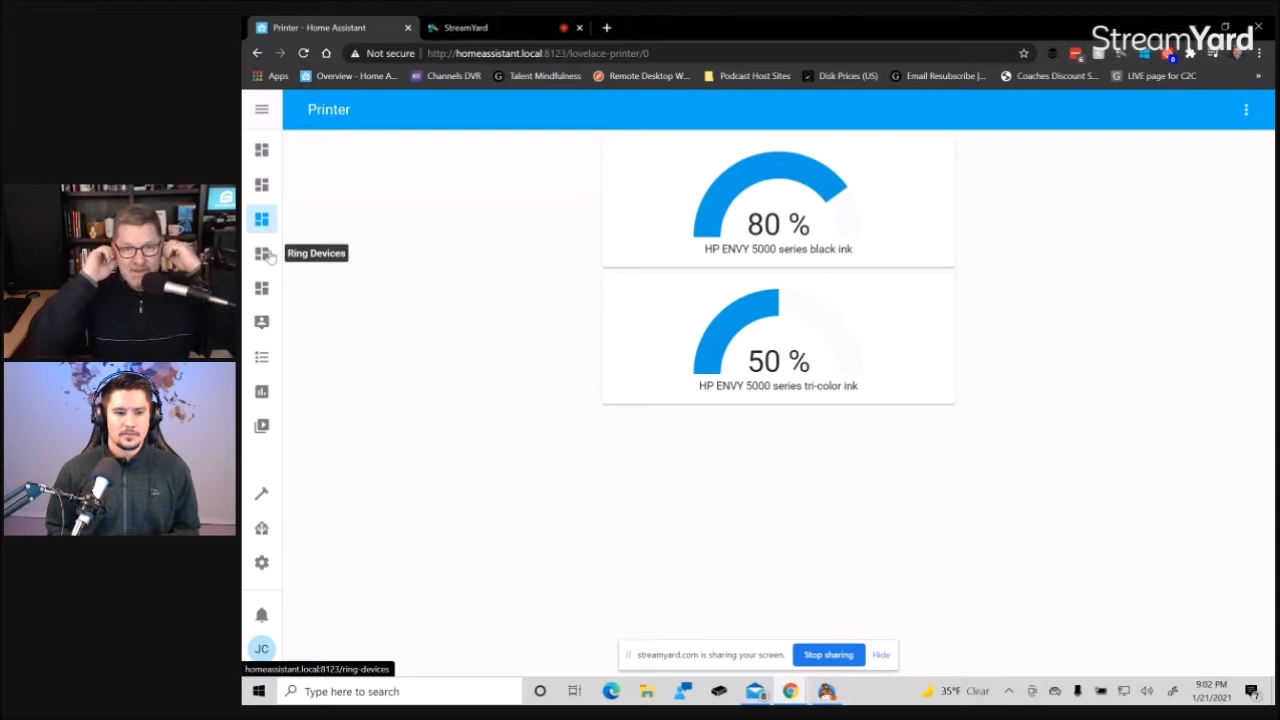 Printer - Home Assistant
StreamYard
StreamYard
Not secure
http://homeassistant.local:8123/lovelace-printer/0
Apps
Overview - Home A...
Channels DVR
Talent Mindfulness
Remote Desktop W...
Podcast Host Sites
Disk Prices (US)
Email Resubscribe |...
Coaches Discount S...
LIVE page for C2C
»
Printer
80 %
HP ENVY 5000 series black ink
Ring Devices
50 %
HP ENVY 5000 series tri-color ink
JC
homeassistant.local:8123/ring-devices
streamyard.com is sharing your screen.
Stop sharing
Hide
Type here to search
8
35°F Clear
9:02 PM
1/21/2021
7